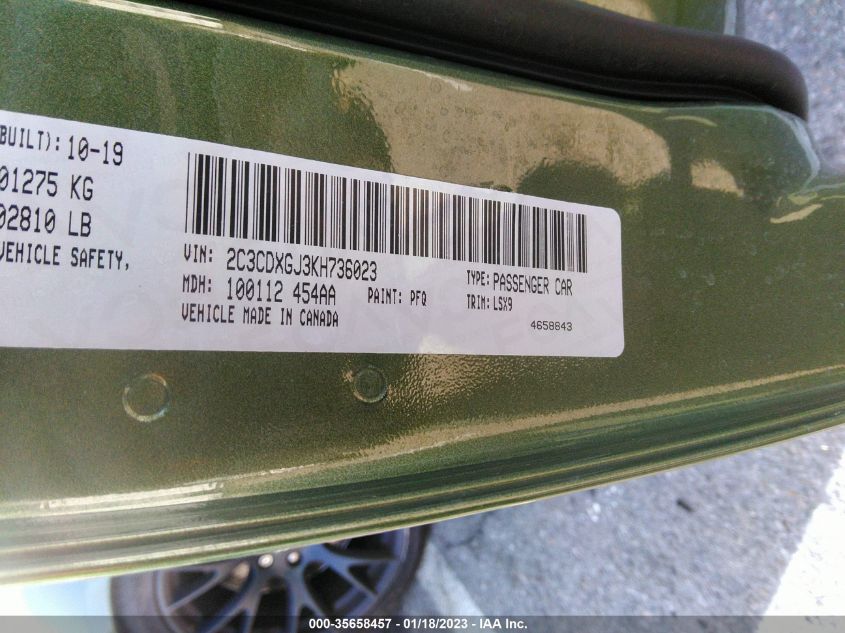 BUILT): 10-19
01275 KG
02810 LB
VEHICLE SAFETY,
VIN: 2C3CDXGJ3KH736023
TYPE: PASSENGER CAR
MDH: 100112 454AA
PAINT: PFQ
TRIM: LSX9
VEHICLE MADE IN CANADA
4658843
000-35658457 - 01/18/2023 - IAA Inc.